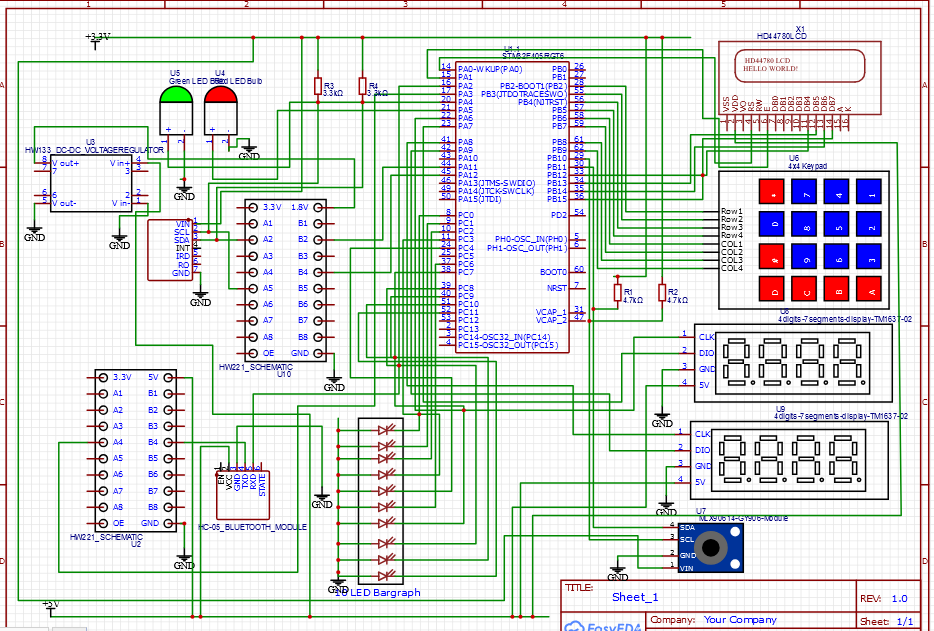 1 2 3 4 5
+3.3V
U5
Green LED B
U4
Red LED Bulb
GND
GND
R3
3.3kΩ
R4
3.3kΩ
U3
HW133_DC-DC_VOLTAGEREGULATOR
V out+
V out-
V in+
V in-
GND
GND
VIN
SCL
SDA
INT
IRD
RO
GND
GND
3.3V 1.8V
A1 B1
A2 B2
A3 B3
A4 B4
A5 B5
A6 B6
A7 B7
A8 B8
OE GND
HW221_SCHEMATIC
U10
GND
U1.1
STM32F405RGT6
14 PA0-WKUP(PA0) PB0 26
15 PA1 PB1 27
16 PA2 PB2-BOOT1(PB2) 28
17 PA3 PB3(JTDOTRACESWO) 55
20 PA4 PB4(NJTRST) 56
21 PA5 PB5 57
22 PA6 PB6 58
23 PA7 PB7 59
41 PA8 PB8 61
42 PA9 PB9 62
43 PA10 PB10 29
44 PA11 PB11 30
45 PA12 PB12 33
46 PA13(JTMS-SWDIO) PB13 34
49 PA14(JTCK-SWCLK) PB14 35
50 PA15(JTDI) PB15 36
8 PC0 PD2 54
9 PC1
10 PC2
11 PC3 PH0-OSC_IN(PH0) 5
24 PC4 PH1-OSC_OUT(PH1) 6
25 PC5
37 PC6
38 PC7 BOOT0 60
39 PC8 NRST 7
40 PC9
51 PC10
52 PC11 VCAP_1 31
53 PC12 VCAP_2 47
2 PC13
3 PC14-OSC32_IN(PC14)
4 PC15-OSC32_OUT(PC15)
X1
HD44780LCD
HD44780 LCD
HELLO WORLD!
VSS
VDD
VO
RS
RW
E
DB0
DB1
DB2
DB3
DB4
DB5
DB6
DB7
A
K
U6
4x4 Keypad
Row1
Row2
Row3
Row4
COL1
COL2
COL3
COL4
* 7 4 1
0 8 5 2
# 9 6 3
D C B A
R1
4.7kΩ
R2
4.7kΩ
U8
4digits-7segments-display-TM1637-02
1 CLK
2 DIO
3 GND
4 5V
GND
U9
4digits-7segments-display-TM1637-02
1 CLK
2 DIO
3 GND
4 5V
GND
U7
MLX90614-GY906-Module
4 SDA
3 SCL
2 GND
1 VIN
GND
3.3V 5V
A1 B1
A2 B2
A3 B3
A4 B4
A5 B5
A6 B6
A7 B7
A8 B8
OE GND
HW221_SCHEMATIC
U2
GND
EN
VCC
GND
TXD
RXD
STATE
HC-05_BLUETOOTH_MODULE
GND
GND
LED Bargraph
+5V
TITLE:
Sheet_1
REV: 1.0
Company: Your Company
Sheet: 1/1
EasyEDA